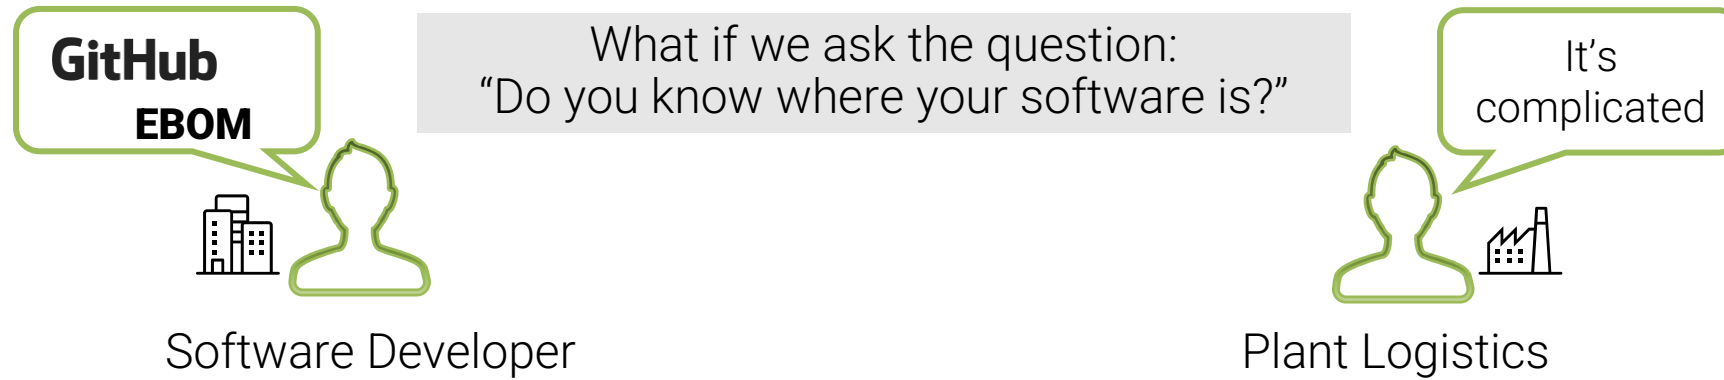 GitHub
EBOM
What if we ask the question:
“Do you know where your software is?”
It’s
complicated
Software Developer
Plant Logistics